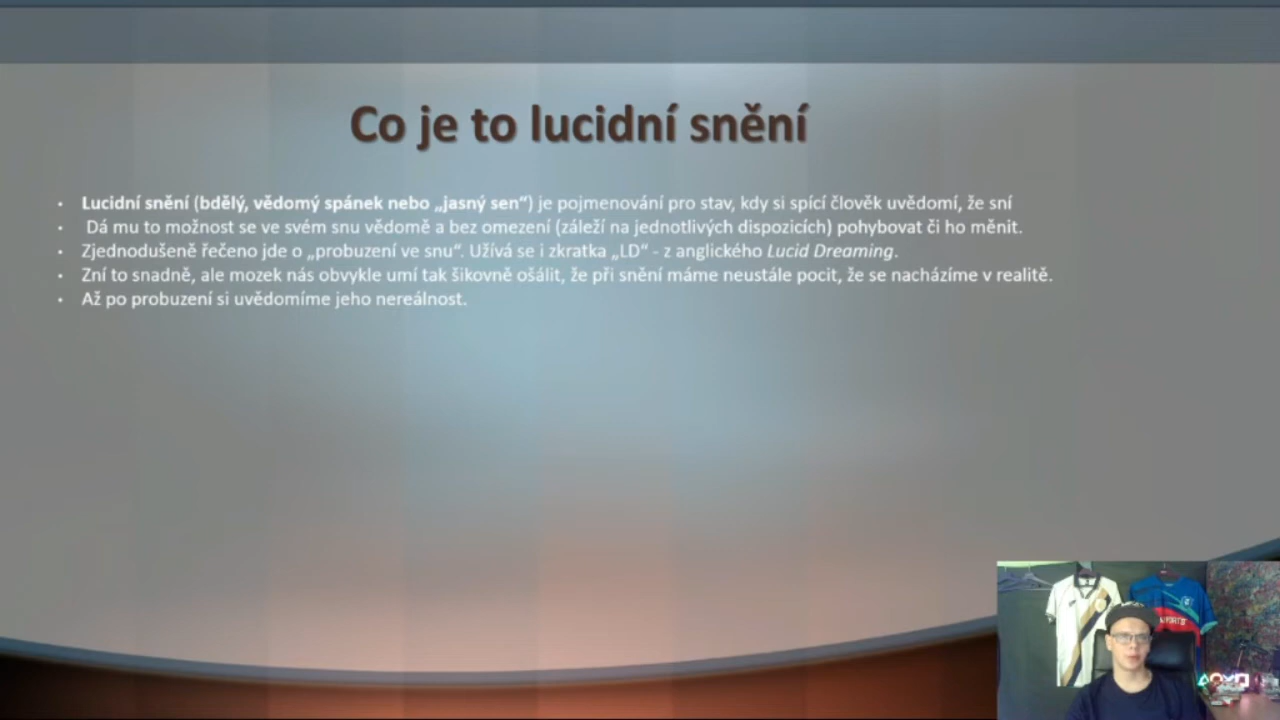 Co je to lucidní snění
• Lucidní snění (bdělý, vědomý spánek nebo „jasný sen“) je pojmenování pro stav, kdy si spící člověk uvědomí, že sní
• Dá mu to možnost se ve svém snu vědomě a bez omezení (záleží na jednotlivých dispozicích) pohybovat či ho měnit.
• Zjednodušeně řečeno jde o „probuzení ve snu“. Užívá se i zkratka „LD“ - z anglického Lucid Dreaming.
• Zní to snadně, ale mozek nás obvykle umí tak šikovně ošálit, že při snění máme neustále pocit, že se nacházíme v realitě.
• Až po probuzení si uvědomíme jeho nereálnost.